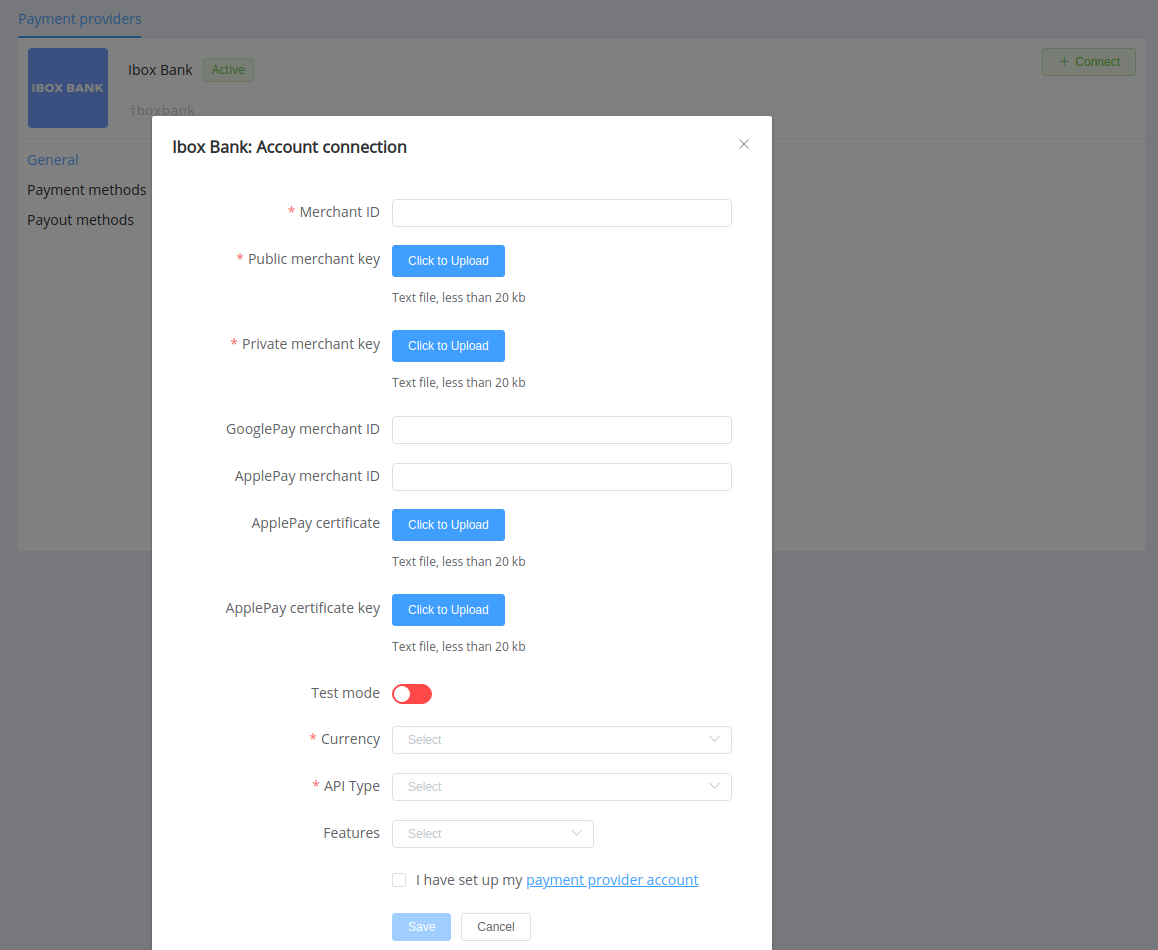 Payment providers
IBOX BANK
Ibox Bank
Active
+ Connect
iboxbank
General
Payment methods
Payout methods
Ibox Bank: Account connection
* Merchant ID
* Public merchant key
Click to Upload
Text file, less than 20 kb
* Private merchant key
Click to Upload
Text file, less than 20 kb
GooglePay merchant ID
ApplePay merchant ID
ApplePay certificate
Click to Upload
Text file, less than 20 kb
ApplePay certificate key
Click to Upload
Text file, less than 20 kb
Test mode
* Currency
Select
* API Type
Select
Features
Select
I have set up my payment provider account
Save
Cancel